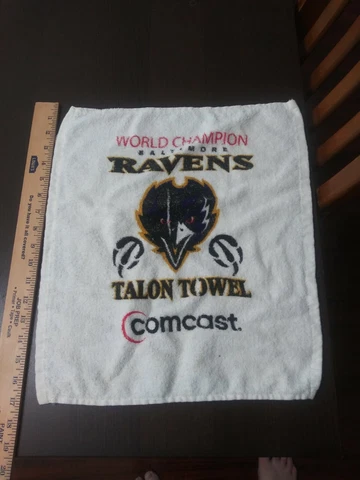 WORLD CHAMPION
BALTIMORE
RAVENS
TALON TOWEL
comcast.